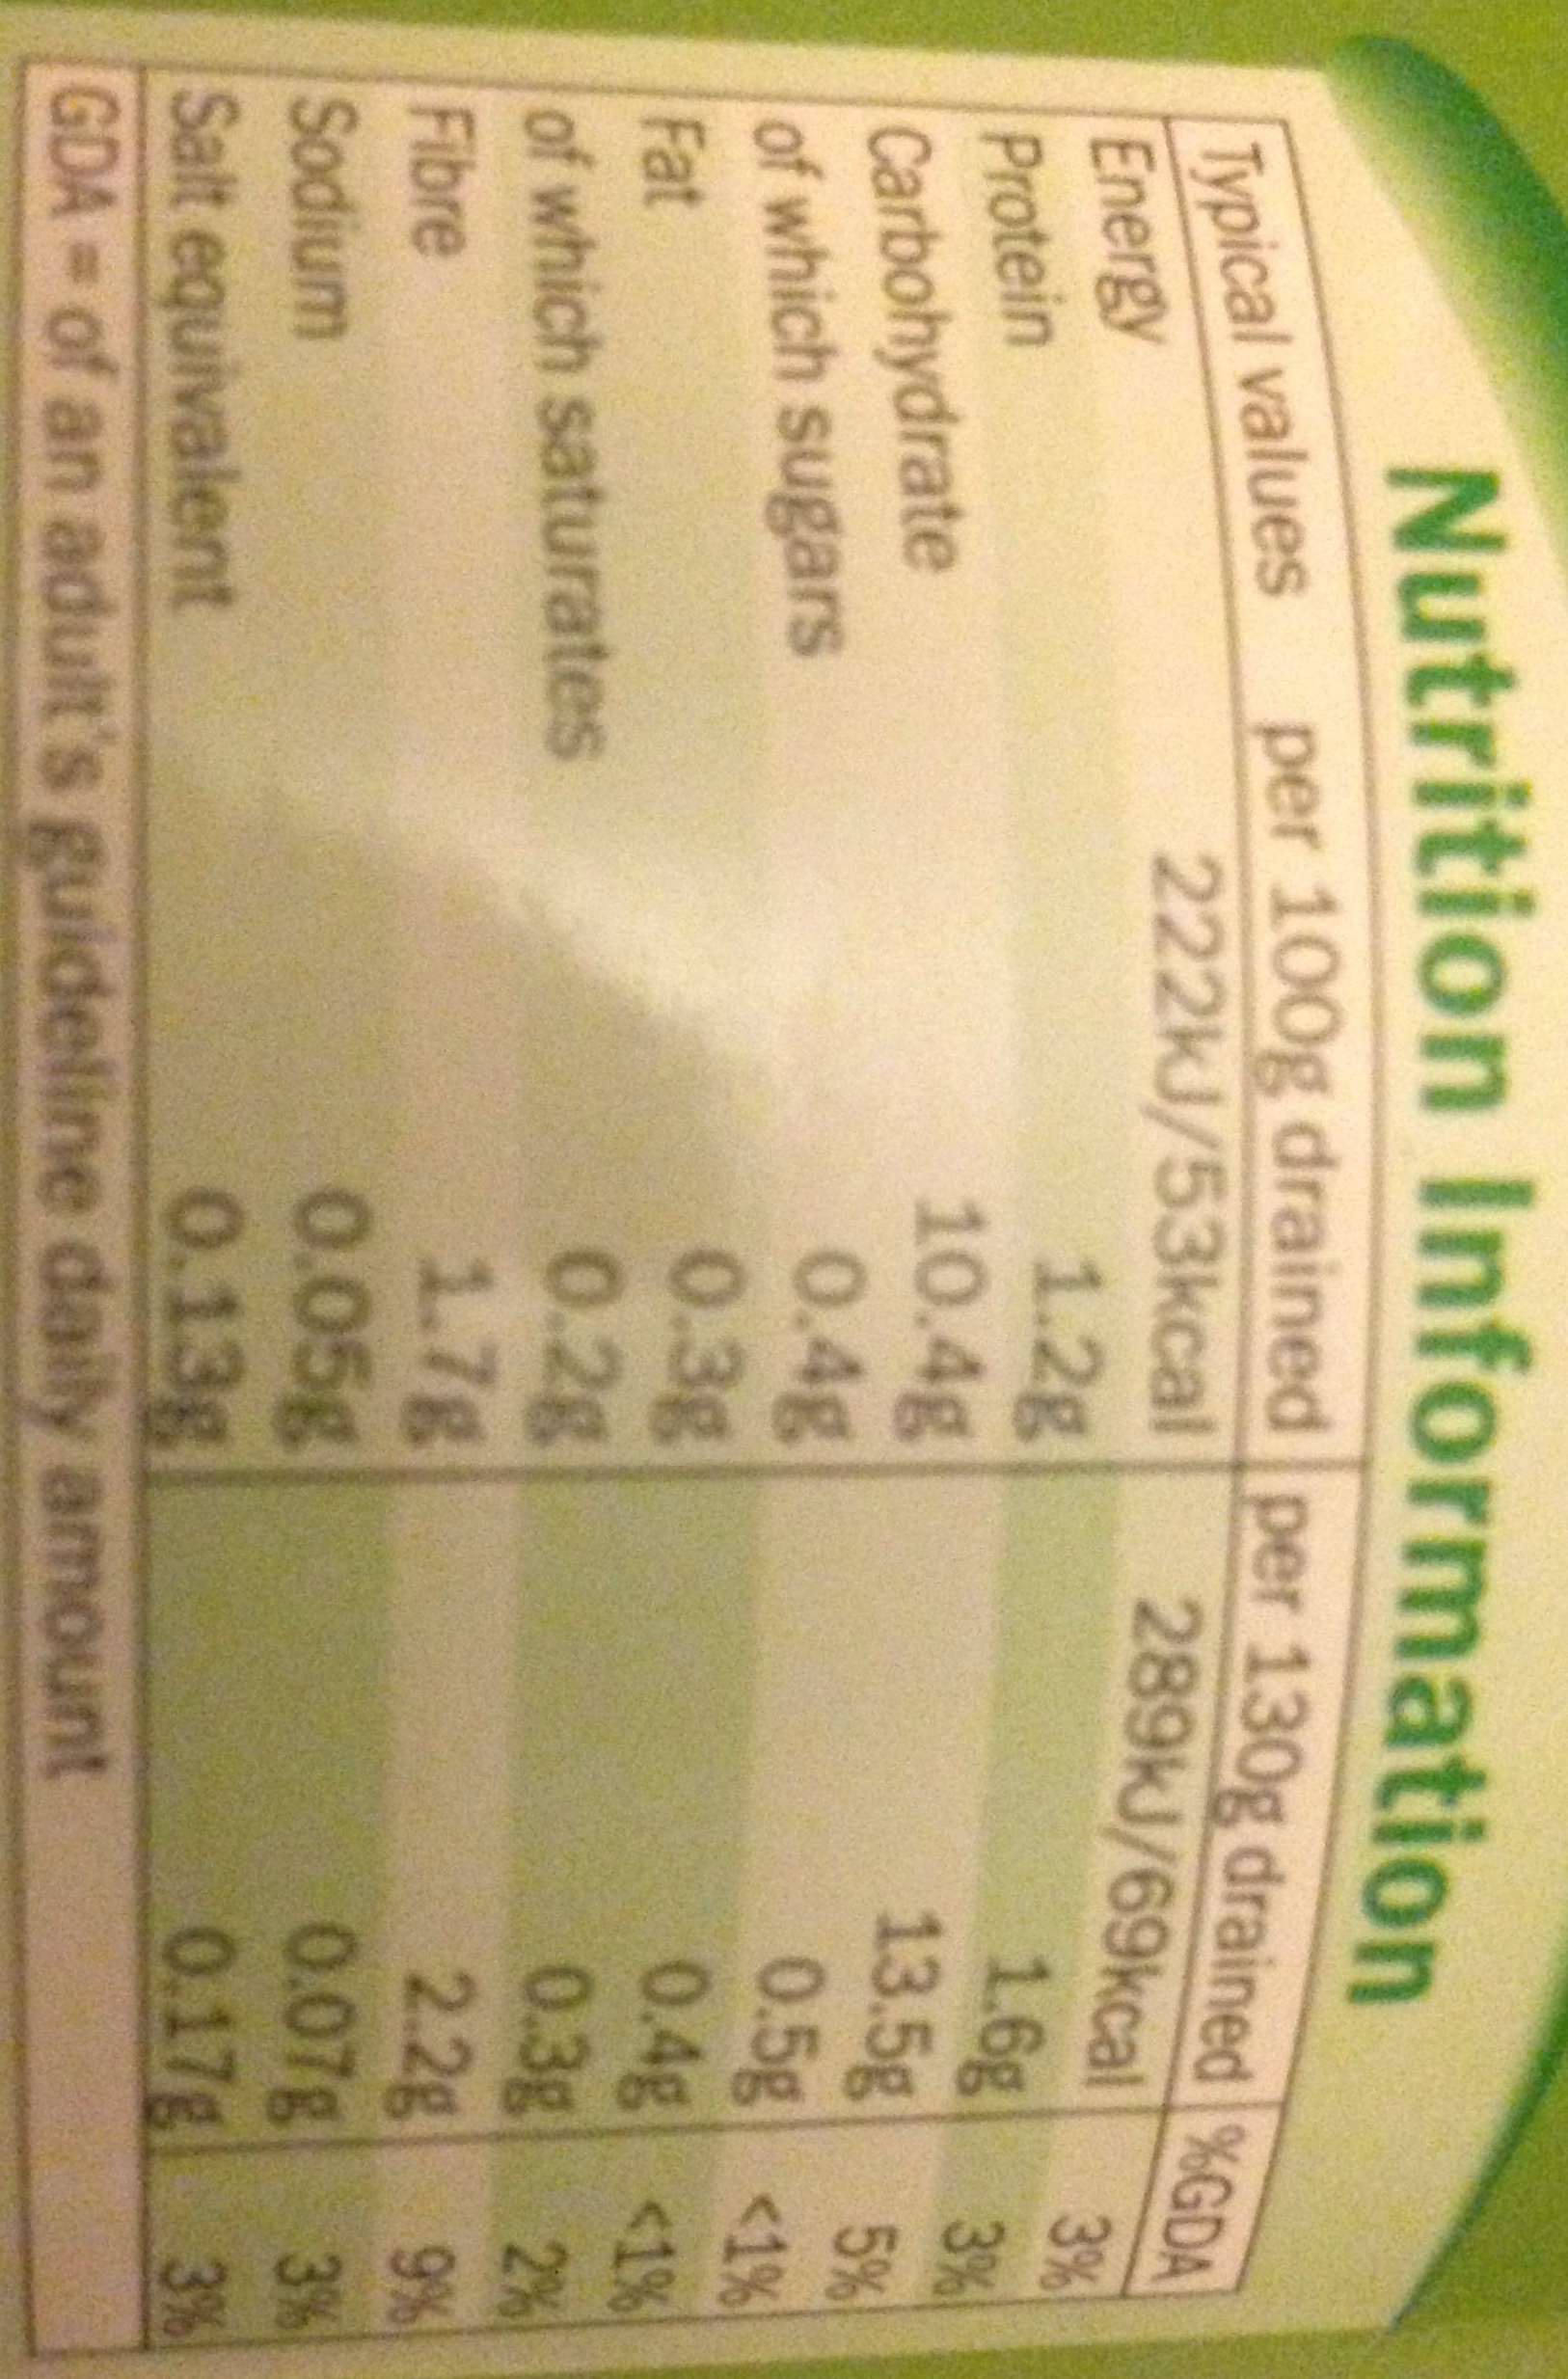 Nutrition Information
Typical values per 100g drained per 130g drained %GDA
Energy 222kJ/53kcal 289kJ/69kcal 3%
Protein 1.2g 1.6g 3%
Carbohydrate 10.4g 13.5g 5%
of which sugars 0.4g 0.5g <1%
Fat 0.3g 0.4g <1%
of which saturates 0.2g 0.3g 2%
Fibre 1.7g 2.2g 9%
Sodium 0.05g 0.07g 3%
Salt equivalent 0.13g 0.17g 3%
GDA = of an adult's guideline daily amount